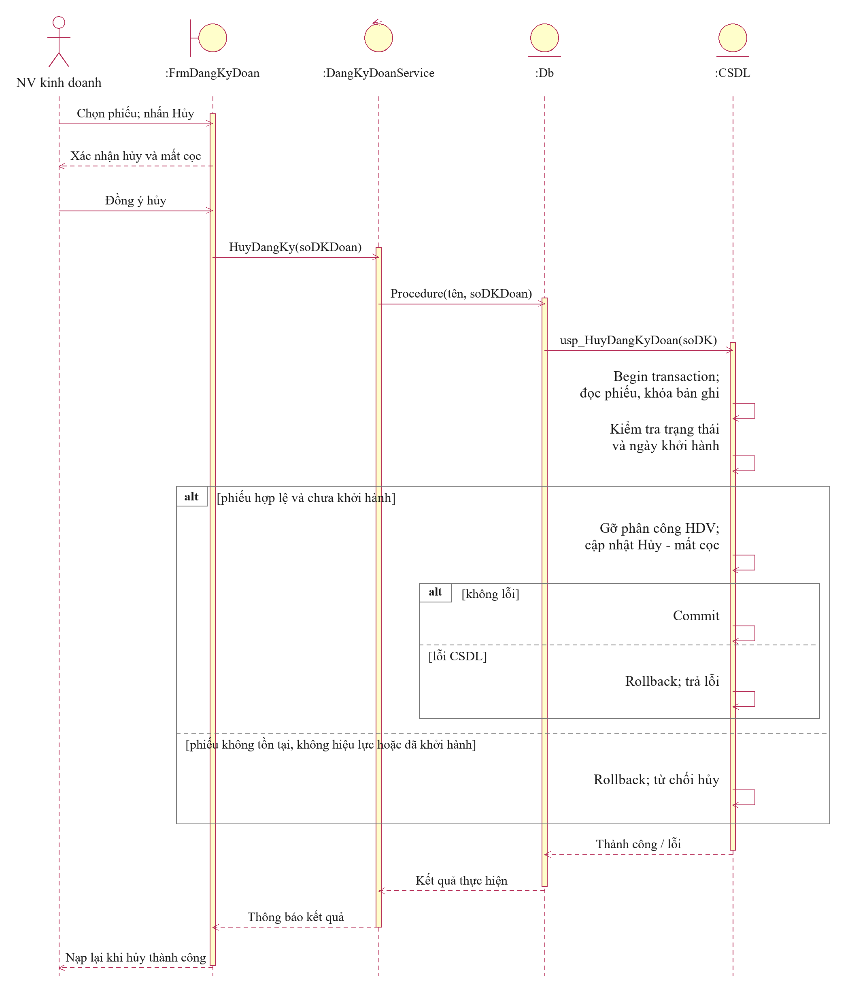 NV kinh doanh
:FrmDangKyDoan
:DangKyDoanService
:Db
:CSDL
Chọn phiếu; nhấn Hủy
Xác nhận hủy và mất cọc
Đồng ý hủy
HuyDangKy(soDKDoan)
Procedure(tên, soDKDoan)
usp_HuyDangKyDoan(soDK)
Begin transaction;
đọc phiếu, khóa bản ghi
Kiểm tra trạng thái
và ngày khởi hành
alt
[phiếu hợp lệ và chưa khởi hành]
Gỡ phân công HDV;
cập nhật Hủy - mất cọc
alt
[không lỗi]
Commit
[lỗi CSDL]
Rollback; trả lỗi
[phiếu không tồn tại, không hiệu lực hoặc đã khởi hành]
Rollback; từ chối hủy
Thành công / lỗi
Kết quả thực hiện
Thông báo kết quả
Nạp lại khi hủy thành công